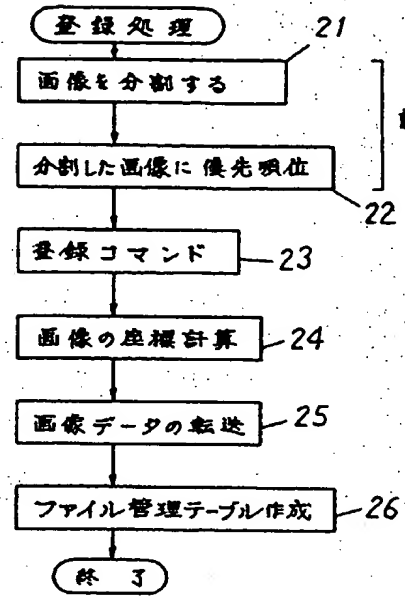 登録処理
21
画像を分割する
分割した画像に優先順位
22
登録コマンド
23
画像の座標計算
24
画像データの転送
25
ファイル管理テーブル作成
26
終了